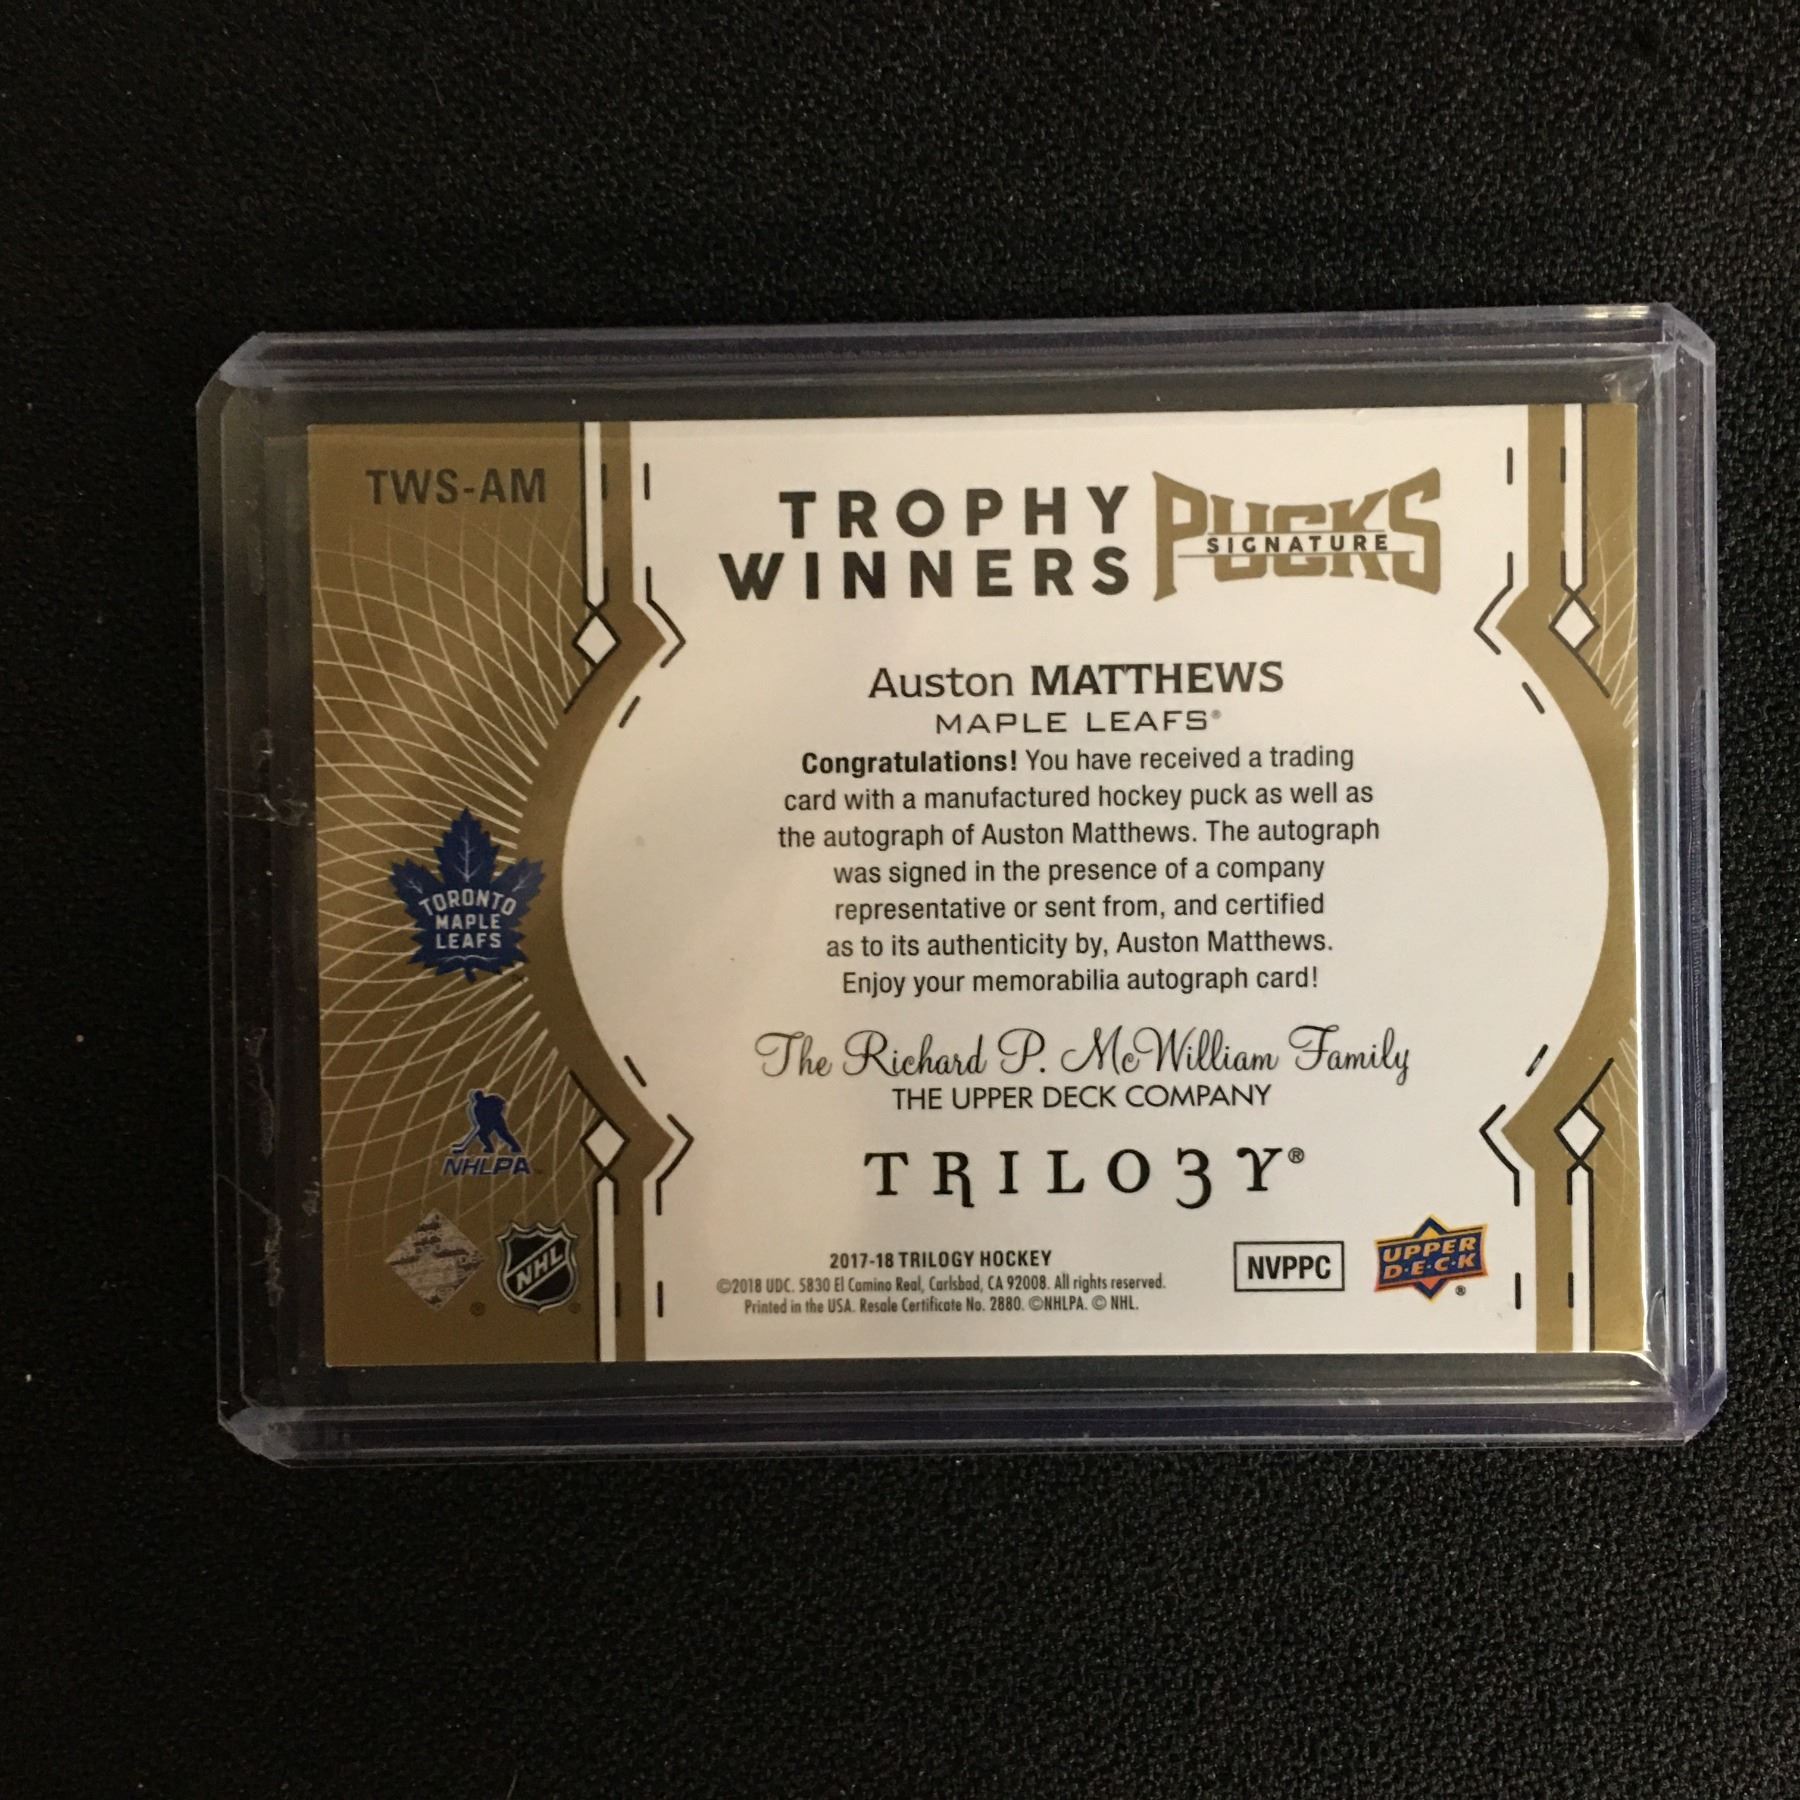 TWS-AM
TROPHY
WINNERS
PUCKS
SIGNATURE
Auston MATTHEWS
MAPLE LEAFS®
Congratulations! You have received a trading
card with a manufactured hockey puck as well as
the autograph of Auston Matthews. The autograph
was signed in the presence of a company
representative or sent from, and certified
as to its authenticity by, Auston Matthews.
Enjoy your memorabilia autograph card!
The Richard P. McWilliam Family
THE UPPER DECK COMPANY
TRILO3Y®
2017-18 TRILOGY HOCKEY
©2018 UDC. 5830 El Camino Real, Carlsbad, CA 92008. All rights reserved.
Printed in the USA. Resale Certificate No. 2880. ©NHLPA. © NHL.
NVPPC
UPPER
D·E·C·K
®
TORONTO
MAPLE
LEAFS
NHLPA
®
NHL